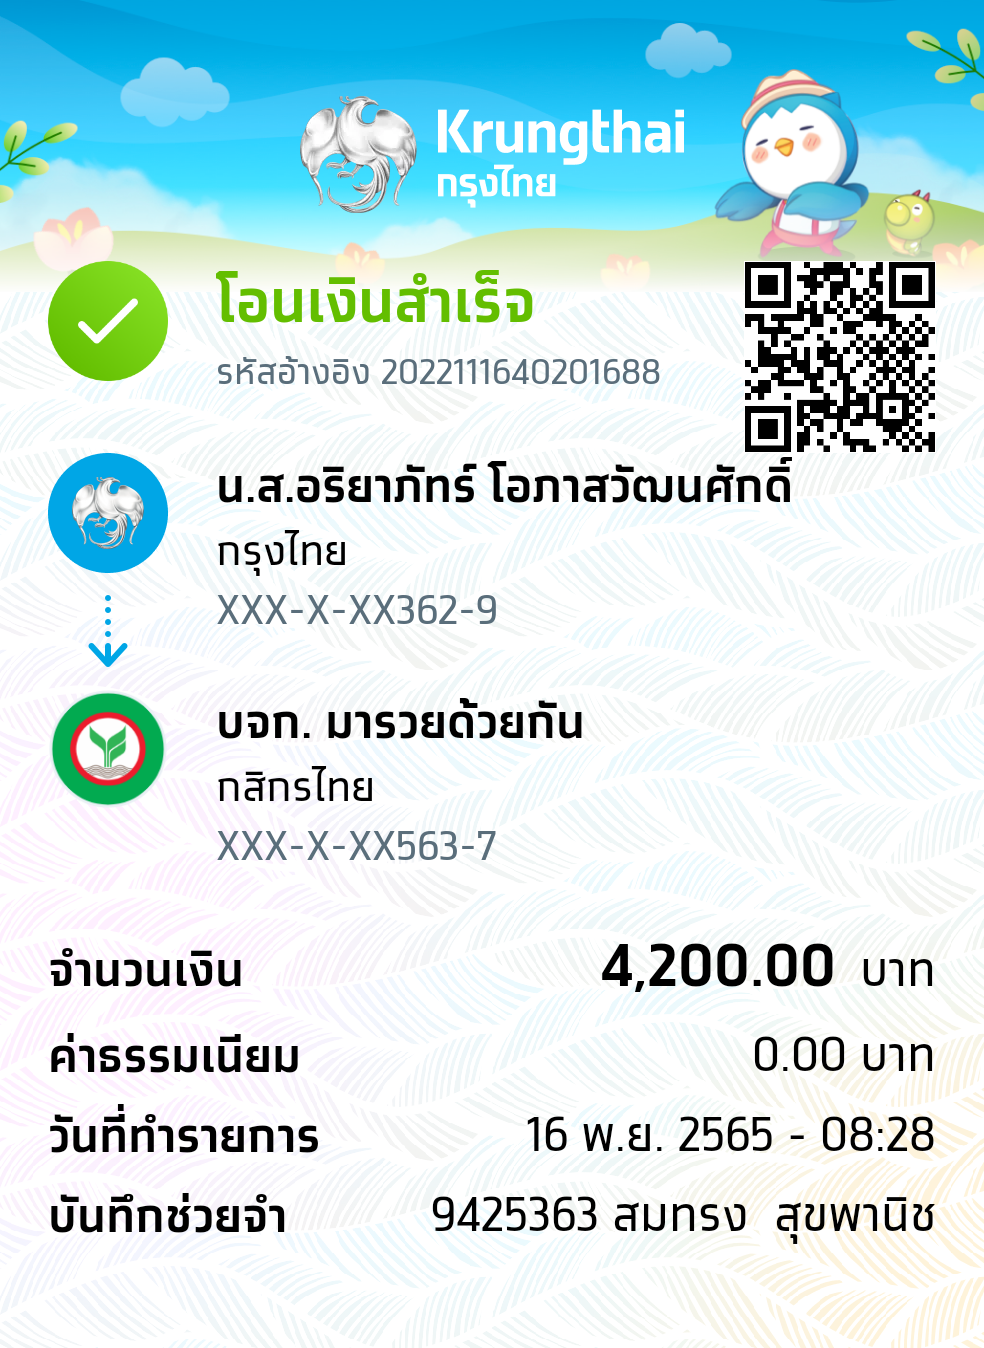 Krungthai
กรุงไทย
โอนเงินสำเร็จ
รหัสอ้างอิง 2022111640201688
น.ส.อริยาภัทร์ โอภาสวัฒนศักดิ์
กรุงไทย
XXX-X-XX362-9
บจก. มารวยด้วยกัน
กสิกรไทย
XXX-X-XX563-7
จำนวนเงิน 4,200.00 บาท
ค่าธรรมเนียม 0.00 บาท
วันที่ทำรายการ 16 พ.ย. 2565 - 08:28
บันทึกช่วยจำ 9425363 สมทรง สุขพานิช